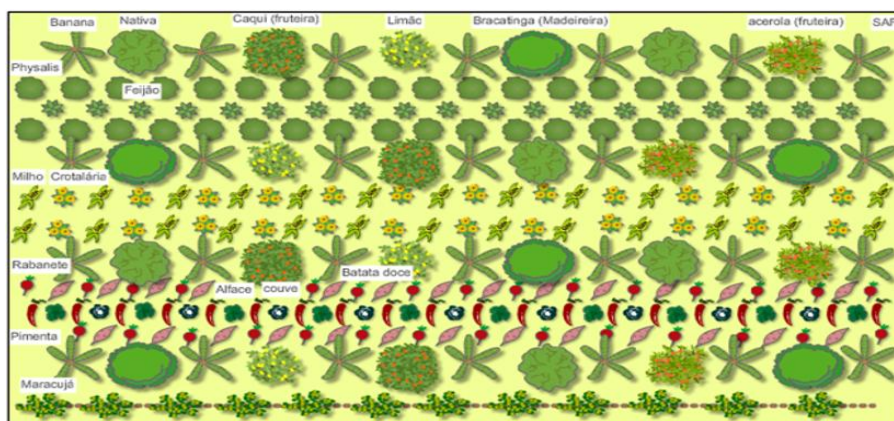 Banana
Nativa
Caqui (fruteira)
Limão
Bracatinga (Madeireira)
acerola (fruteira)
SAF
Physalis
Feijão
Milho
Crotalária
Rabanete
Batata doce
Alface
couve
Pimenta
Maracujá